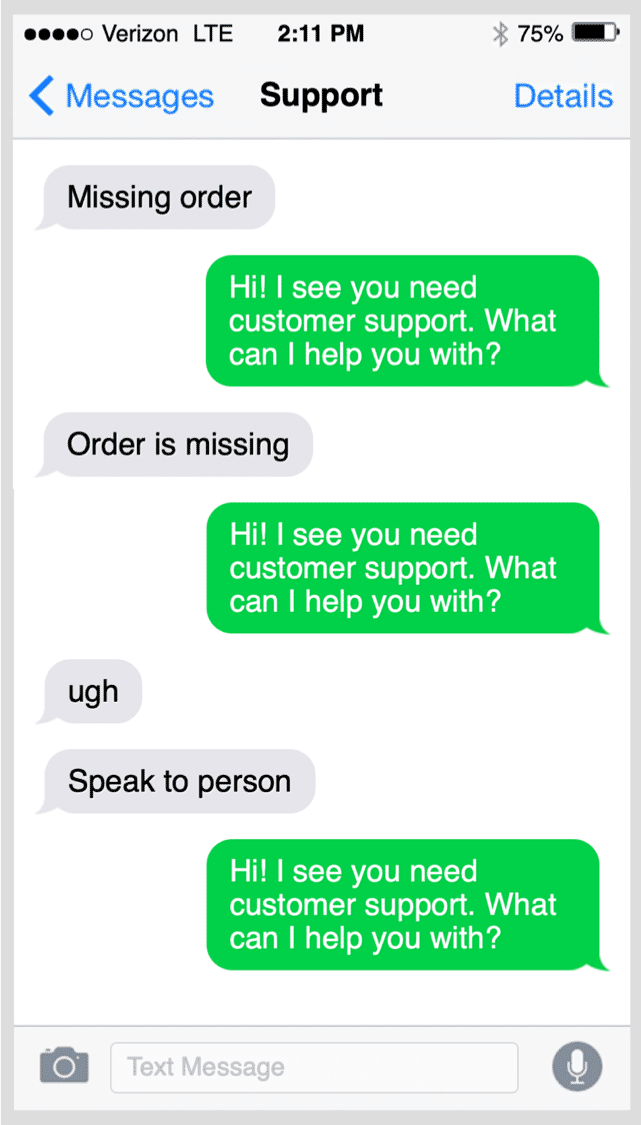 Verizon LTE 2:11 PM 75%
Messages Support Details
Missing order
Hi! I see you need
customer support. What
can I help you with?
Order is missing
Hi! I see you need
customer support. What
can I help you with?
ugh
Speak to person
Hi! I see you need
customer support. What
can I help you with?
Text Message